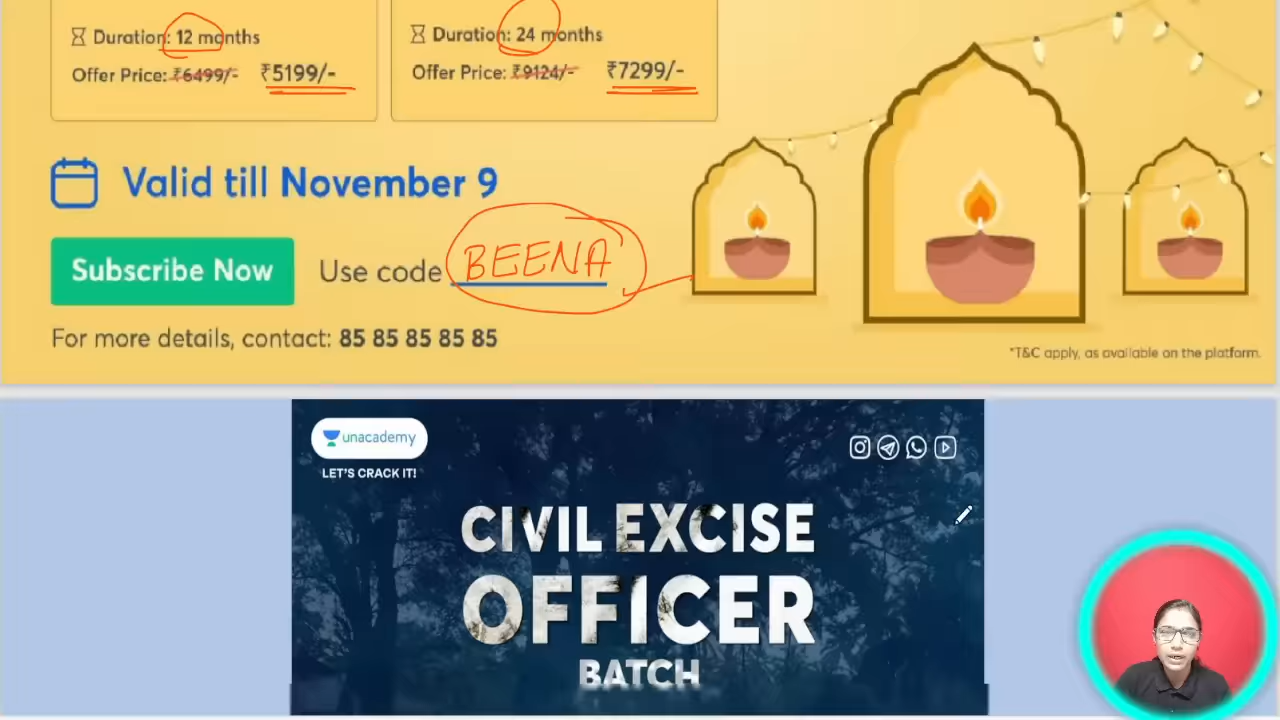 Duration: 12 months
Offer Price: ₹6499/- ₹5199/-
Duration: 24 months
Offer Price: ₹9124/- ₹7299/-
Valid till November 9
Subscribe Now
Use code BEENA
For more details, contact: 85 85 85 85 85
*T&C apply, as available on the platform.
unacademy
LET'S CRACK IT!
CIVIL EXCISE
OFFICER
BATCH